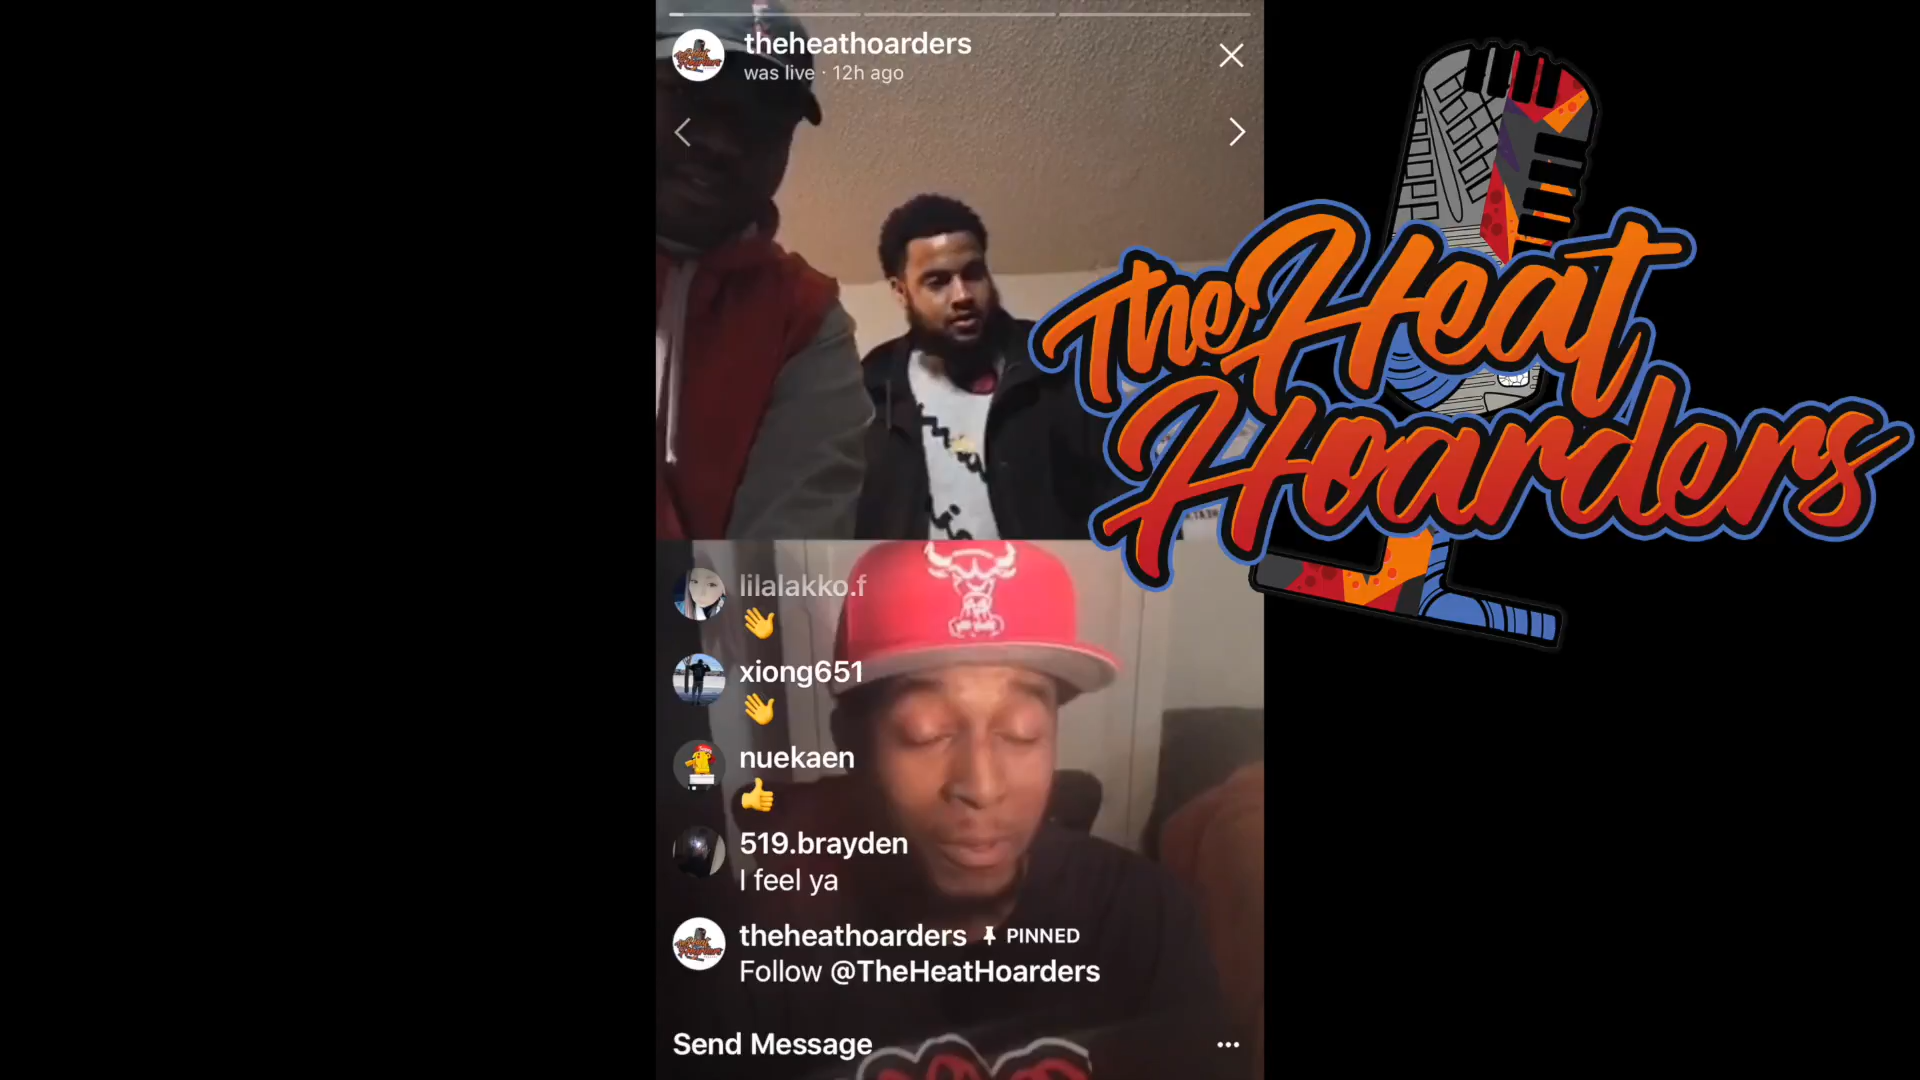 theheathoarders
was live · 12h ago
The Heat
Hoarders
lilalakko.f
👋
xiong651
👋
nuekaen
👍
519.brayden
I feel ya
theheathoarders PINNED
Follow @TheHeatHoarders
Send Message